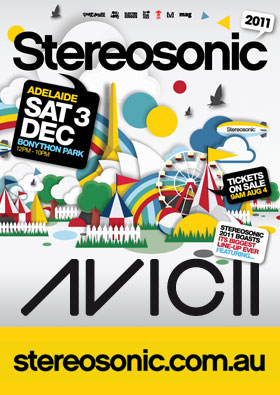 mag
Stereosonic
2011
ADELAIDE
SAT 3
DEC
BONYTHON PARK
12PM - 10PM
Stereosonic
TICKETS
ON SALE
9AM AUG 4
STEREOSONIC
2011 BOASTS
ITS BIGGEST
LINE-UP EVER
FEATURING...
AVICII
stereosonic.com.au